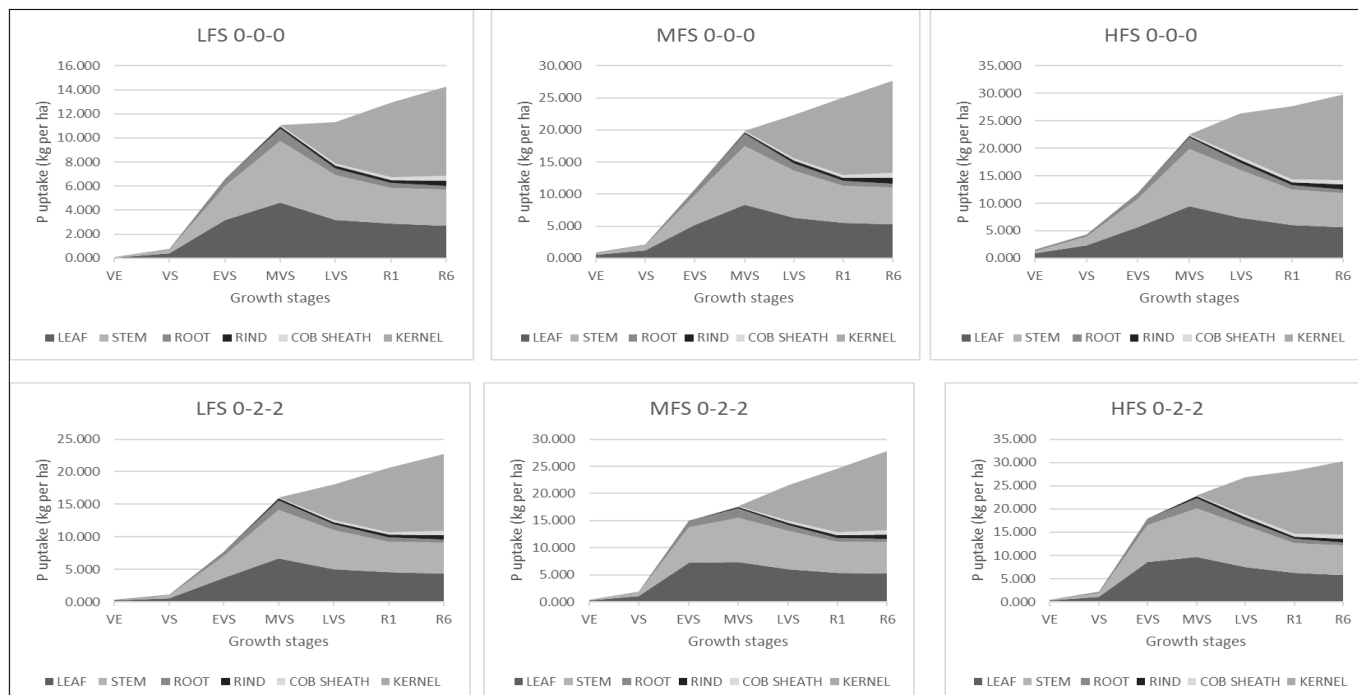 LFS 0-0-0
P uptake (kg per ha)
16.000
14.000
12.000
10.000
8.000
6.000
4.000
2.000
0.000
VE VS EVS MVS LVS R1 R6
Growth stages
LEAF STEM ROOT RIND COB SHEATH KERNEL
MFS 0-0-0
P uptake (kg per ha)
30.000
25.000
20.000
15.000
10.000
5.000
0.000
VE VS EVS MVS LVS R1 R6
Growth stages
LEAF STEM ROOT RIND COB SHEATH KERNEL
HFS 0-0-0
P uptake (kg per ha)
35.000
30.000
25.000
20.000
15.000
10.000
5.000
0.000
VE VS EVS MVS LVS R1 R6
Growth stages
LEAF STEM ROOT RIND COB SHEATH KERNEL
LFS 0-2-2
P uptake (kg per ha)
25.000
20.000
15.000
10.000
5.000
0.000
VE VS EVS MVS LVS R1 R6
Growth stages
LEAF STEM ROOT RIND COB SHEATH KERNEL
MFS 0-2-2
P uptake (kg per ha)
30.000
25.000
20.000
15.000
10.000
5.000
0.000
VE VS EVS MVS LVS R1 R6
Growth stages
LEAF STEM ROOT RIND COB SHEATH KERNEL
HFS 0-2-2
P uptake (kg per ha)
35.000
30.000
25.000
20.000
15.000
10.000
5.000
0.000
VE VS EVS MVS LVS R1 R6
Growth stages
LEAF STEM ROOT RIND COB SHEATH KERNEL